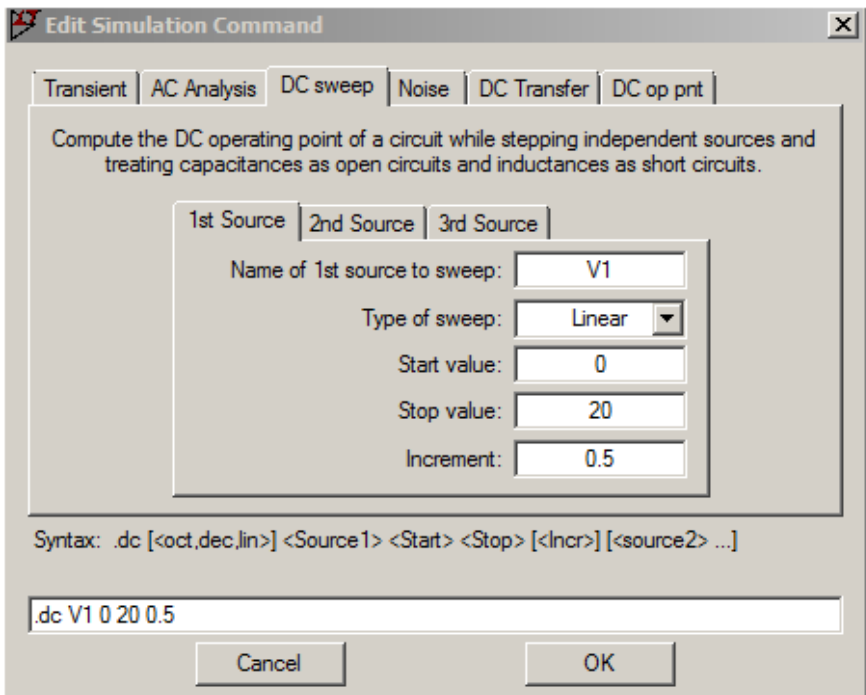 Edit Simulation Command
Transient AC Analysis DC sweep Noise DC Transfer DC op pnt
Compute the DC operating point of a circuit while stepping independent sources and
treating capacitances as open circuits and inductances as short circuits.
1st Source 2nd Source 3rd Source
Name of 1st source to sweep: V1
Type of sweep: Linear
Start value: 0
Stop value: 20
Increment: 0.5
Syntax: .dc [<oct,dec,lin>] <Source1> <Start> <Stop> [<Incr>] [<source2> ...]
.dc V1 0 20 0.5
Cancel OK